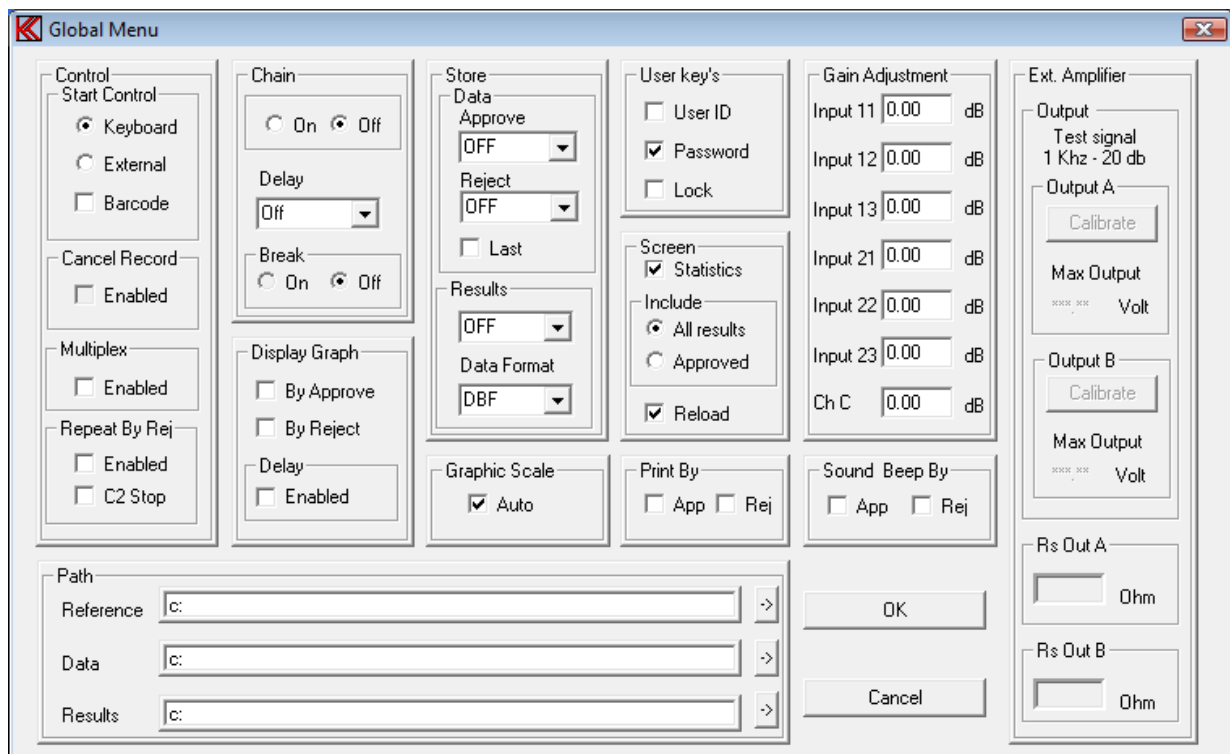 Global Menu
Control
Start Control
Keyboard
External
Barcode
Cancel Record
Enabled
Multiplex
Enabled
Repeat By Rej
Enabled
C2 Stop
Chain
On Off
Delay
Off
Break
On Off
Display Graph
By Approve
By Reject
Delay
Enabled
Store
Data
Approve
OFF
Reject
OFF
Last
Results
OFF
Data Format
DBF
Graphic Scale
Auto
User key's
User ID
Password
Lock
Screen
Statistics
Include
All results
Approved
Reload
Print By
App Rej
Gain Adjustment
Input 11 0.00 dB
Input 12 0.00 dB
Input 13 0.00 dB
Input 21 0.00 dB
Input 22 0.00 dB
Input 23 0.00 dB
Ch C 0.00 dB
Sound Beep By
App Rej
Ext. Amplifier
Output
Test signal
1 Khz - 20 db
Output A
Calibrate
Max Output
***.** Volt
Output B
Calibrate
Max Output
***.** Volt
Rs Out A
Ohm
Rs Out B
Ohm
Path
Reference c: ->
Data c: ->
Results c: ->
OK
Cancel